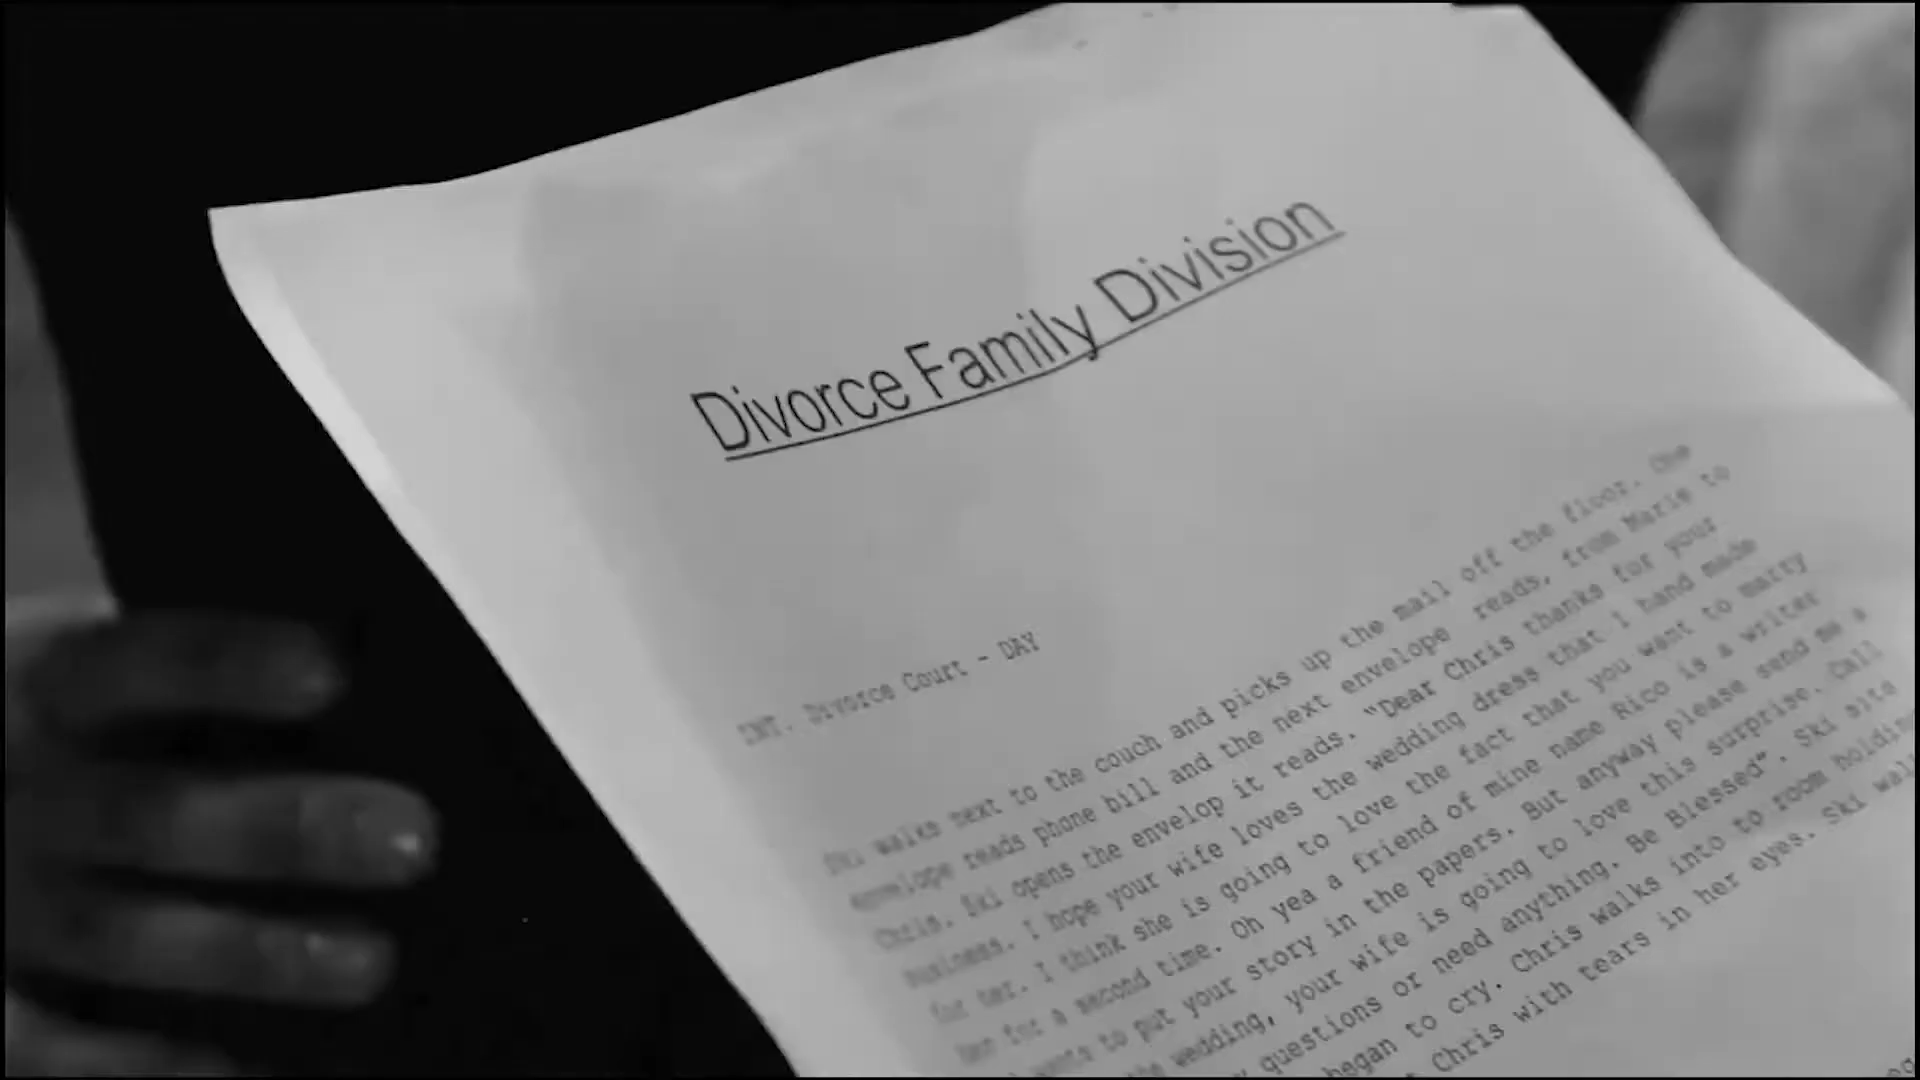 Divorce Family Division
INT. Divorce Court - DAY
Ski walks next to the couch and picks up the mail off the floor. One
envelope reads phone bill and the next envelope reads, from Marie to
Chris. Ski opens the envelop it reads. "Dear Chris thanks for your
business. I hope your wife loves the wedding dress that I hand made
for her. I think she is going to love the fact that you want to marry
her for a second time. Oh yea a friend of mine name Rico is a writer
wants to put your story in the papers. But anyway please send me a
the wedding, your wife is going to love this surprise. Call
questions or need anything. Be Blessed". Ski sits
began to cry. Chris walks into to room holding
Chris with tears in her eyes. Ski